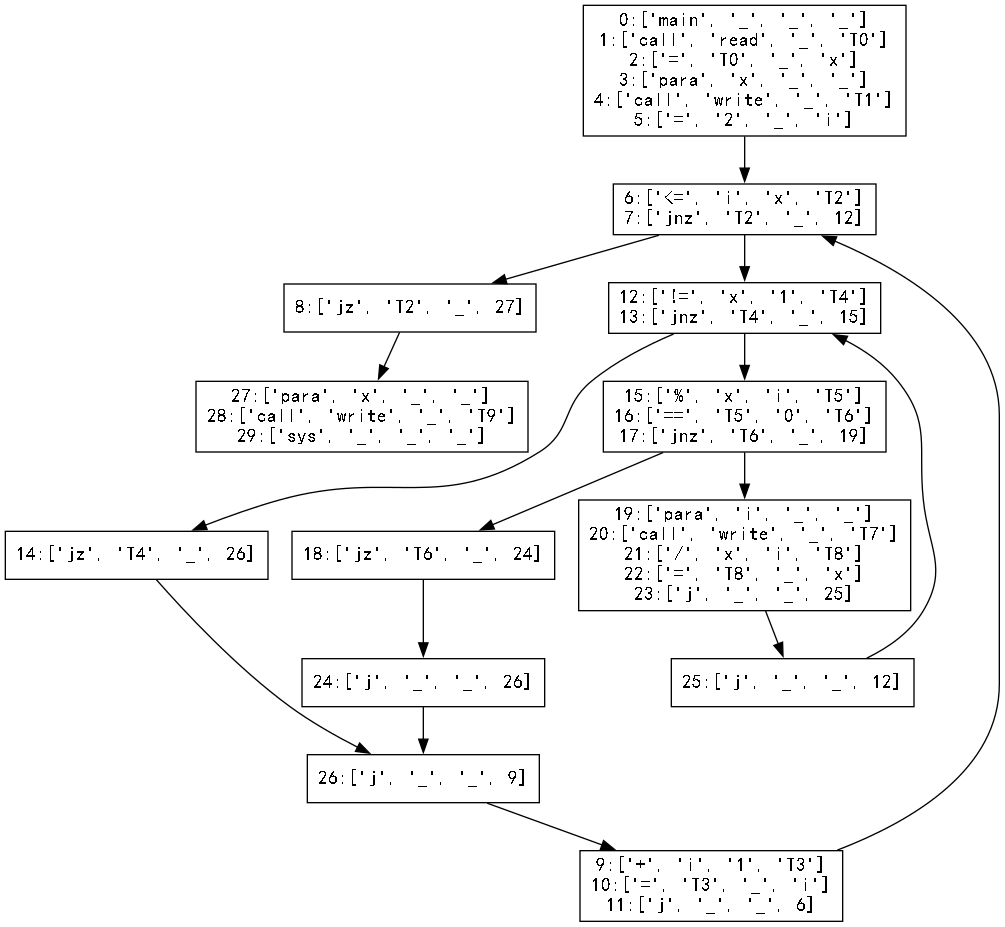 0:['main', '_', '_', '_']
1:['call', 'read', '_', 'T0']
2:['=', 'T0', '_', 'x']
3:['para', 'x', '_', '_']
4:['call', 'write', '_', 'T1']
5:['=', '2', '_', 'i']
6:['<=', 'i', 'x', 'T2']
7:['jnz', 'T2', '_', 12]
8:['jz', 'T2', '_', 27]
12:['!=', 'x', '1', 'T4']
13:['jnz', 'T4', '_', 15]
27:['para', 'x', '_', '_']
28:['call', 'write', '_', 'T9']
29:['sys', '_', '_', '_']
15:['%', 'x', 'i', 'T5']
16:['==', 'T5', '0', 'T6']
17:['jnz', 'T6', '_', 19]
14:['jz', 'T4', '_', 26]
18:['jz', 'T6', '_', 24]
19:['para', 'i', '_', '_']
20:['call', 'write', '_', 'T7']
21:['/', 'x', 'i', 'T8']
22:['=', 'T8', '_', 'x']
23:['j', '_', '_', 25]
24:['j', '_', '_', 26]
25:['j', '_', '_', 12]
26:['j', '_', '_', 9]
9:['+', 'i', '1', 'T3']
10:['=', 'T3', '_', 'i']
11:['j', '_', '_', 6]